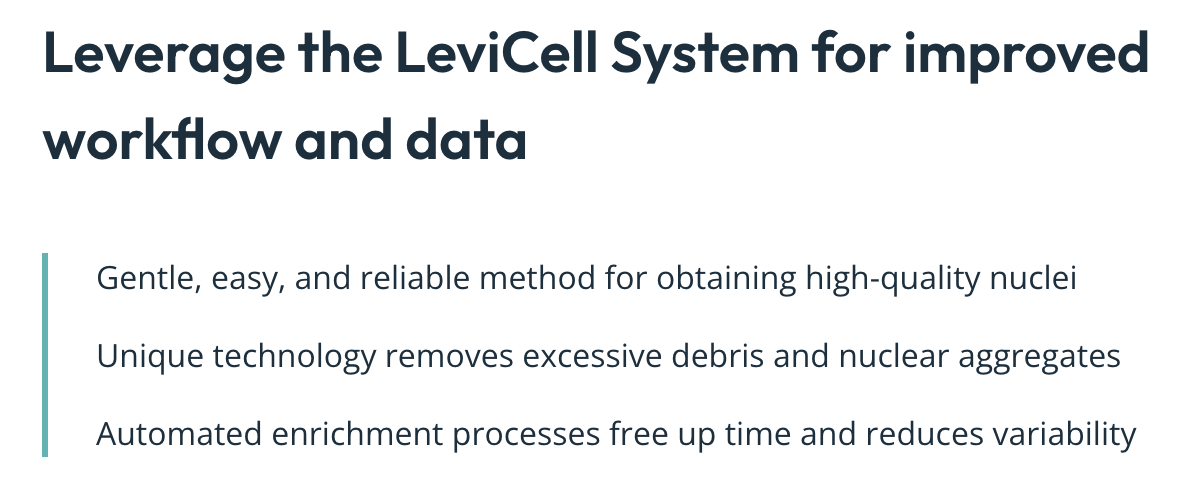 Leverage the LeviCell System for improved
workflow and data
Gentle, easy, and reliable method for obtaining high-quality nuclei
Unique technology removes excessive debris and nuclear aggregates
Automated enrichment processes free up time and reduces variability